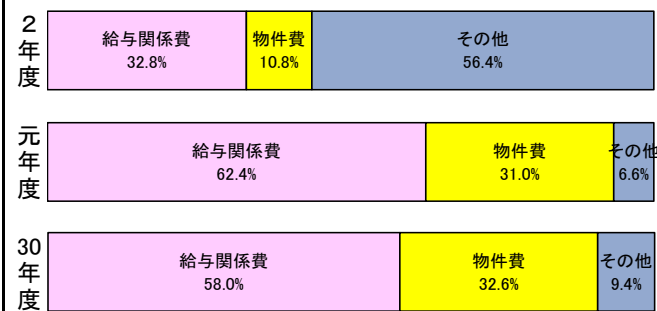 2年度
給与関係費 物件費 その他
32.8% 10.8% 56.4%
元年度
給与関係費 物件費 その他
62.4% 31.0% 6.6%
30年度
給与関係費 物件費 その他
58.0% 32.6% 9.4%